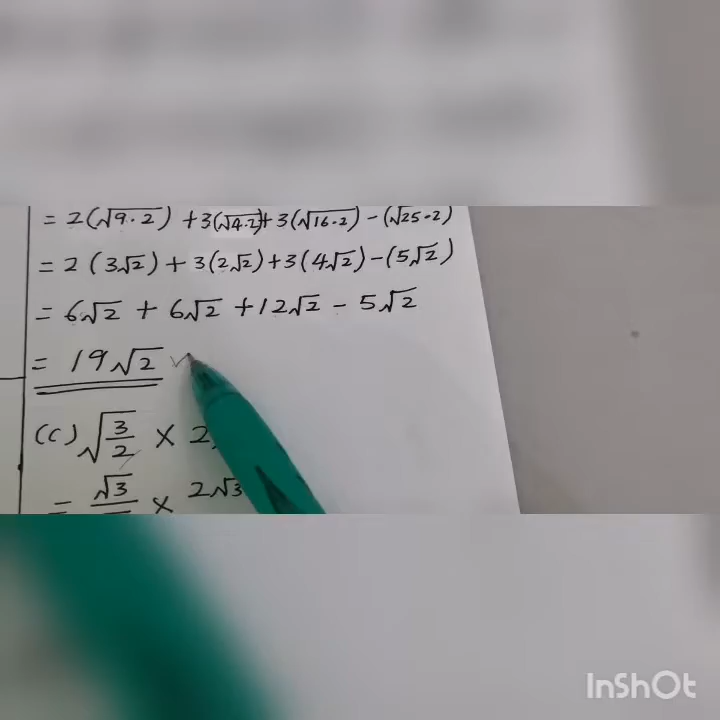 = 2(√9·2) + 3(√4·2) + 3(√16·2) - (√25·2)
= 2(3√2) + 3(2√2) + 3(4√2) - (5√2)
= 6√2 + 6√2 + 12√2 - 5√2
= 19√2
(c) √3/2 × 2
= √3 × 2√3
InShOt